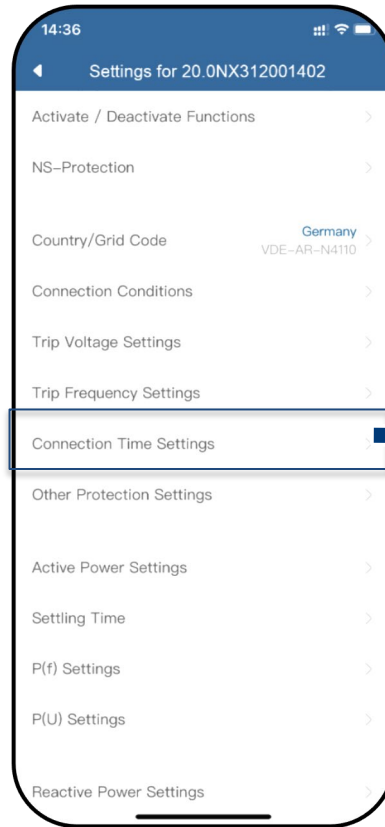 14:36
Settings for 20.0NX312001402
Activate / Deactivate Functions
NS-Protection
Country/Grid Code
Germany
VDE-AR-N4110
Connection Conditions
Trip Voltage Settings
Trip Frequency Settings
Connection Time Settings
Other Protection Settings
Active Power Settings
Settling Time
P(f) Settings
P(U) Settings
Reactive Power Settings